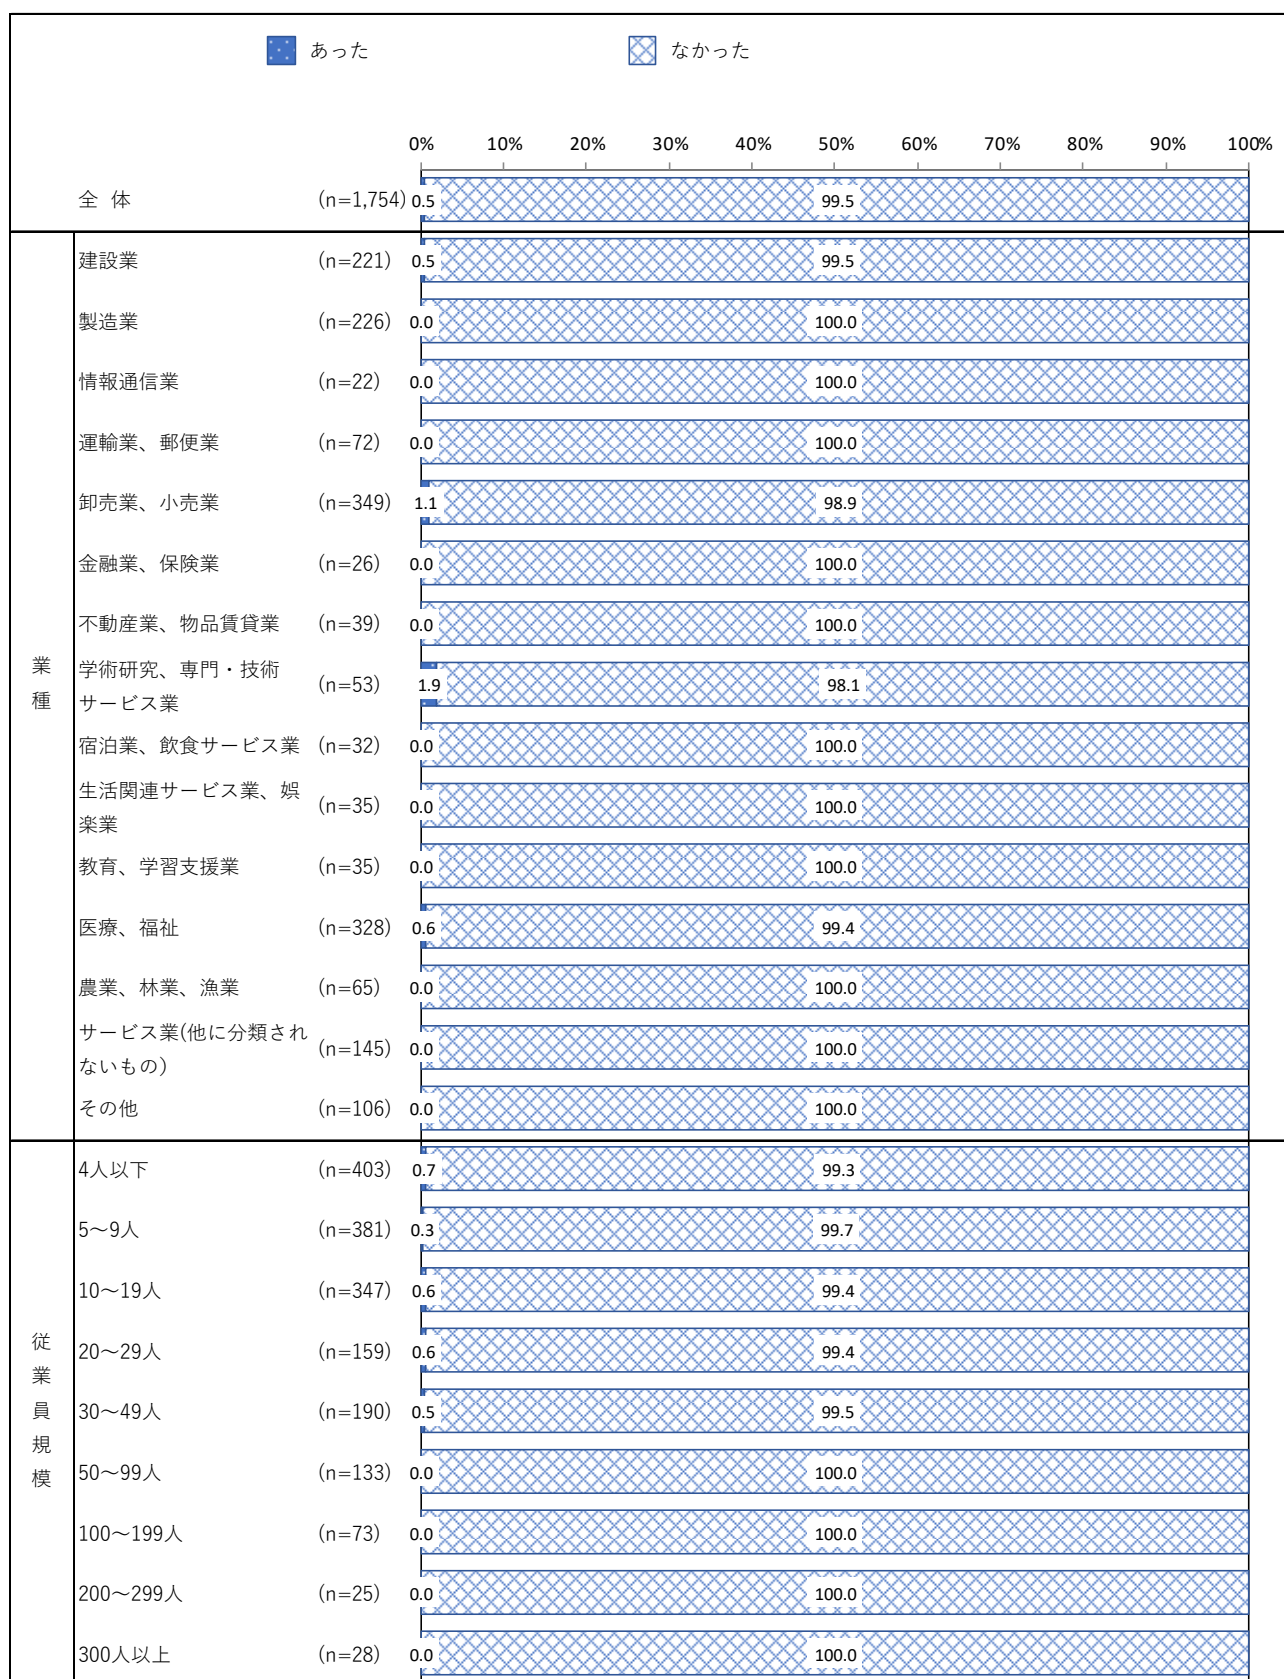 あった なかった
0% 10% 20% 30% 40% 50% 60% 70% 80% 90% 100%
全 体 (n=1,754) 0.5 99.5
業種
建設業 (n=221) 0.5 99.5
製造業 (n=226) 0.0 100.0
情報通信業 (n=22) 0.0 100.0
運輸業、郵便業 (n=72) 0.0 100.0
卸売業、小売業 (n=349) 1.1 98.9
金融業、保険業 (n=26) 0.0 100.0
不動産業、物品賃貸業 (n=39) 0.0 100.0
学術研究、専門・技術
サービス業 (n=53) 1.9 98.1
宿泊業、飲食サービス業 (n=32) 0.0 100.0
生活関連サービス業、娯
楽業 (n=35) 0.0 100.0
教育、学習支援業 (n=35) 0.0 100.0
医療、福祉 (n=328) 0.6 99.4
農業、林業、漁業 (n=65) 0.0 100.0
サービス業(他に分類され
ないもの) (n=145) 0.0 100.0
その他 (n=106) 0.0 100.0
従業員規模
4人以下 (n=403) 0.7 99.3
5～9人 (n=381) 0.3 99.7
10～19人 (n=347) 0.6 99.4
20～29人 (n=159) 0.6 99.4
30～49人 (n=190) 0.5 99.5
50～99人 (n=133) 0.0 100.0
100～199人 (n=73) 0.0 100.0
200～299人 (n=25) 0.0 100.0
300人以上 (n=28) 0.0 100.0